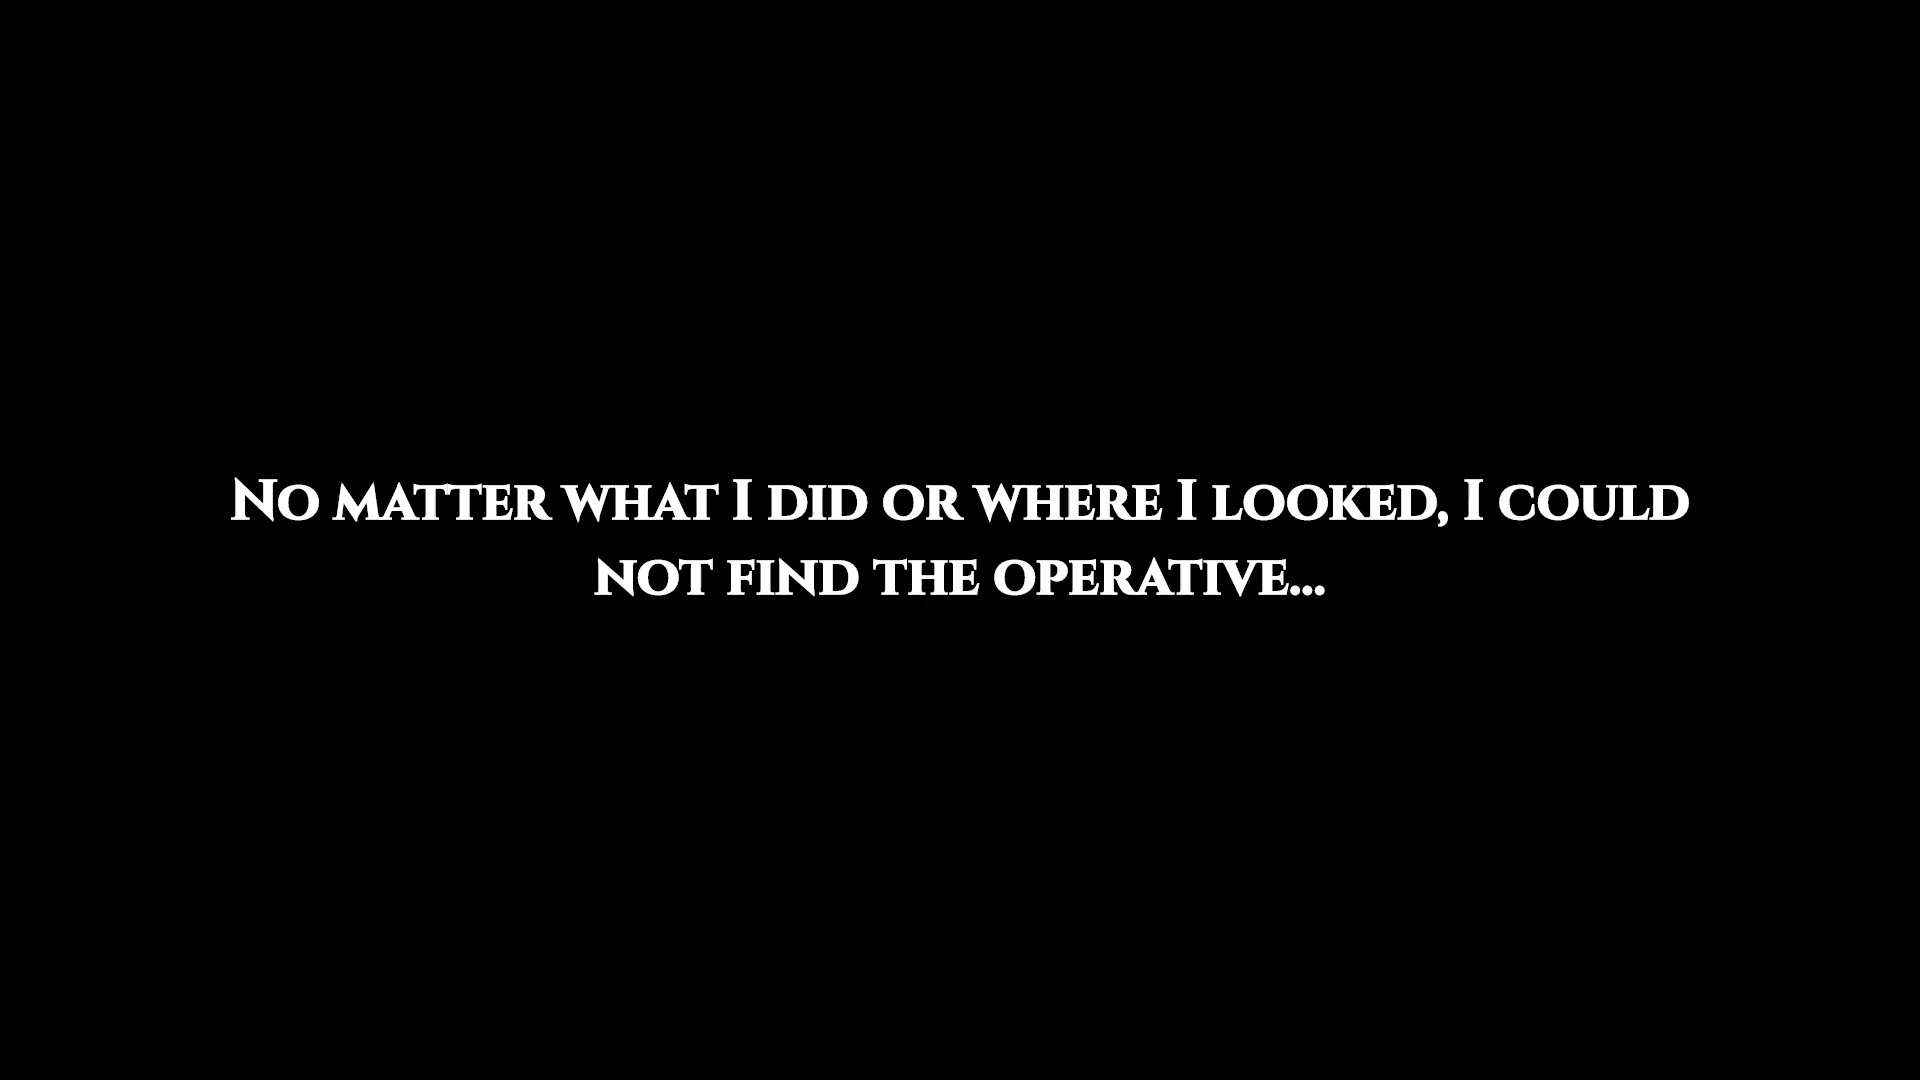 No matter what I did or where I looked, I could
not find the operative...